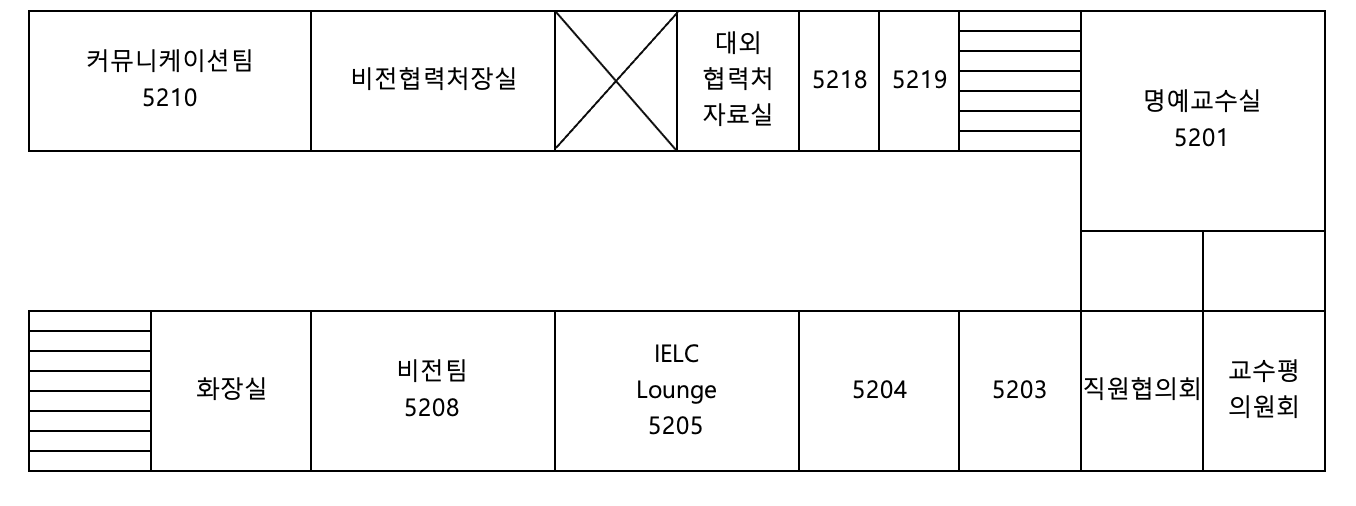 커뮤니케이션팀
5210
비전협력처장실
대외
협력처
자료실
5218
5219
명예교수실
5201
화장실
비전팀
5208
IELC
Lounge
5205
5204
5203
직원협의회
교수평
의원회